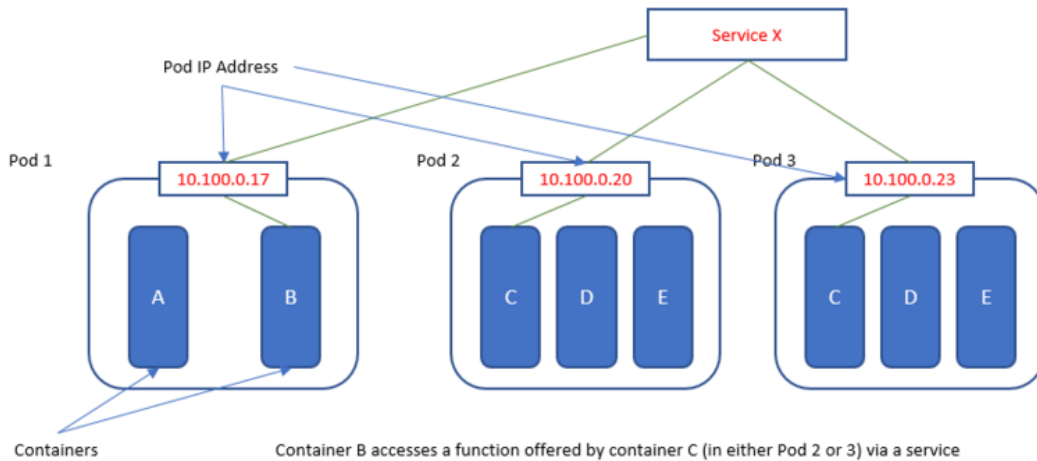 Service X
Pod IP Address
Pod 1
Pod 2
Pod 3
10.100.0.17
10.100.0.20
10.100.0.23
A
B
C
D
E
C
D
E
Containers
Container B accesses a function offered by container C (in either Pod 2 or 3) via a service